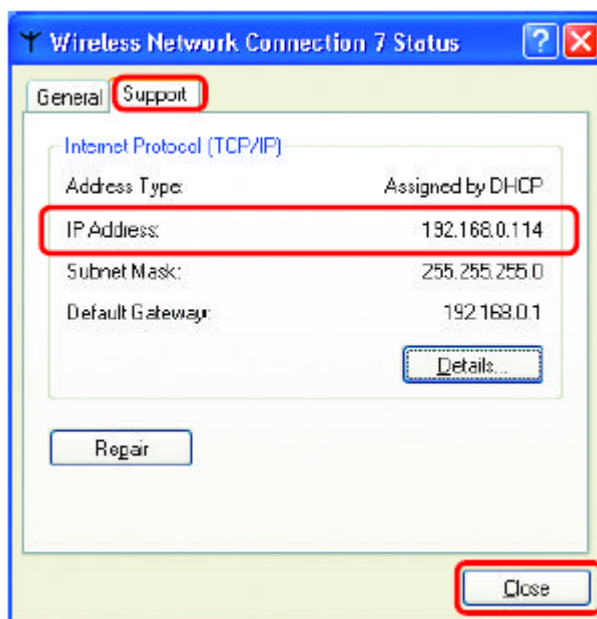 Wireless Network Connection 7 Status
General Support
Internet Protocol (TCP/IP)
Address Type: Assigned by DHCP
IP Address: 192.168.0.114
Subnet Mask: 255.255.255.0
Default Gateway: 192.168.0.1
Details...
Repair
Close